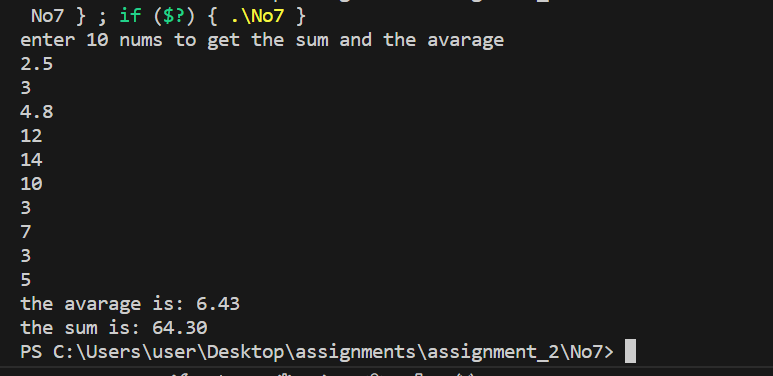 No7 } ; if ($?) { .\No7 }
enter 10 nums to get the sum and the avarage
2.5
3
4.8
12
14
10
3
7
3
5
the avarage is: 6.43
the sum is: 64.30
PS C:\Users\user\Desktop\assignments\assignment_2\No7>